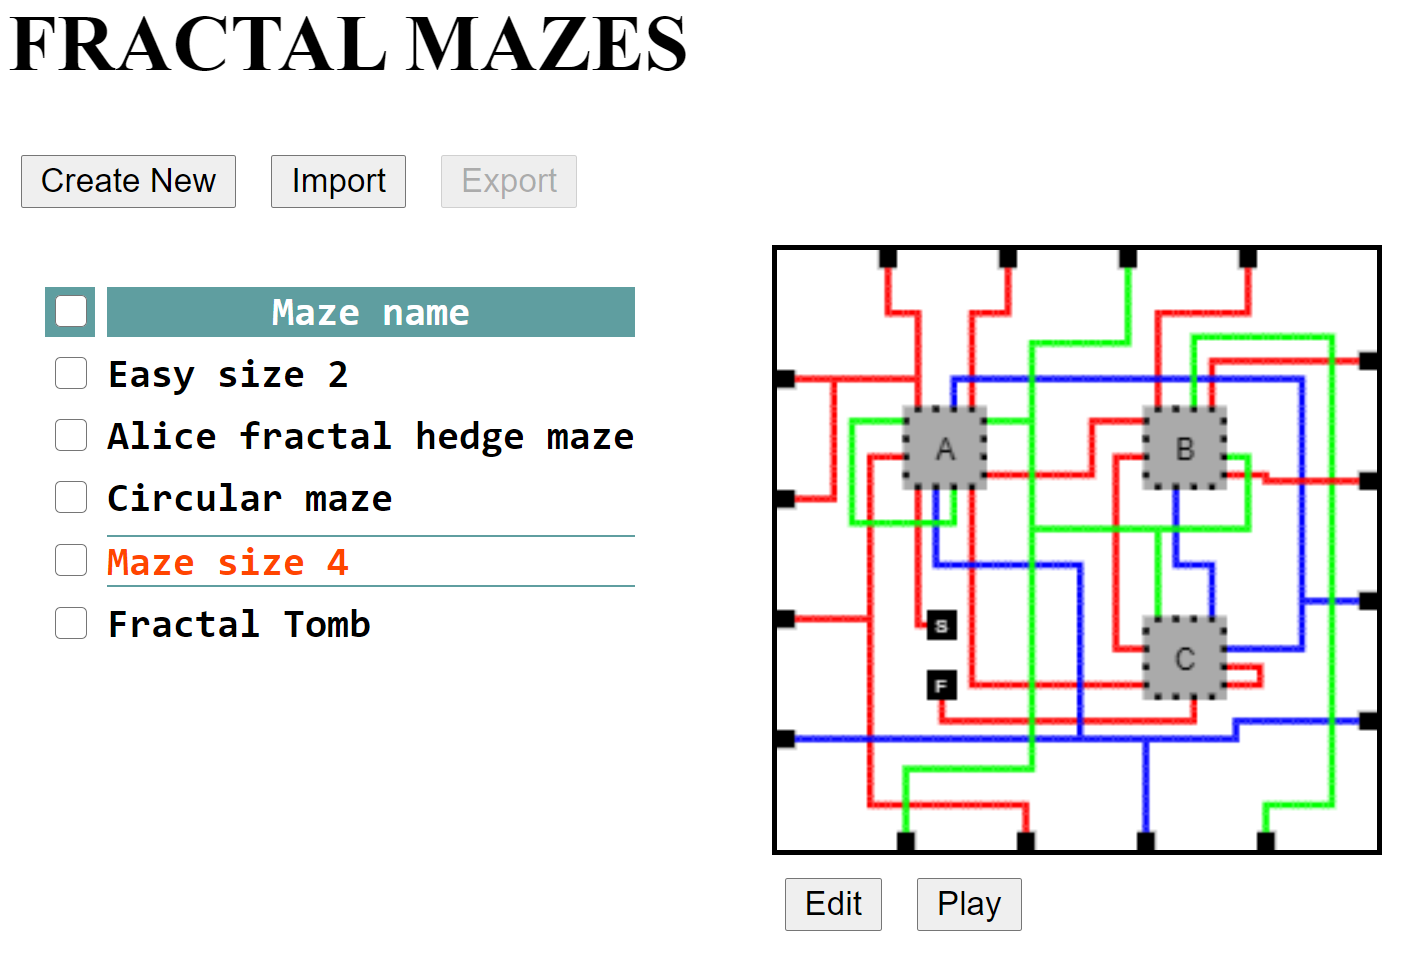 FRACTAL MAZES
Create New Import Export
Maze name
Easy size 2
Alice fractal hedge maze
Circular maze
Maze size 4
Fractal Tomb
A B
S
C
F
Edit Play